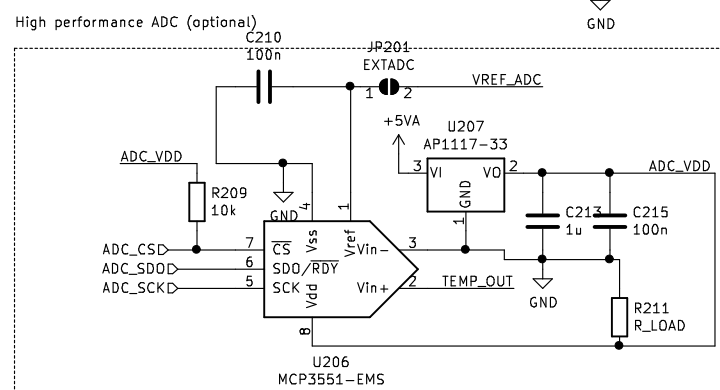 GND
High performance ADC (optional)
C210
100n
JP201
EXTADC
1 2
VREF_ADC
+5VA
U207
AP1117-33
3 VI VO 2
GND
1
ADC_VDD
ADC_VDD
R209
10k
GND
4
1
C213
1u
C215
100n
ADC_CS 7 CS
Vss
Vref
Vin- 3
ADC_SDO 6 SDO/RDY
ADC_SCK 5 SCK
Vdd
Vin+ 2
TEMP_OUT
GND
R211
R_LOAD
8
U206
MCP3551-EMS